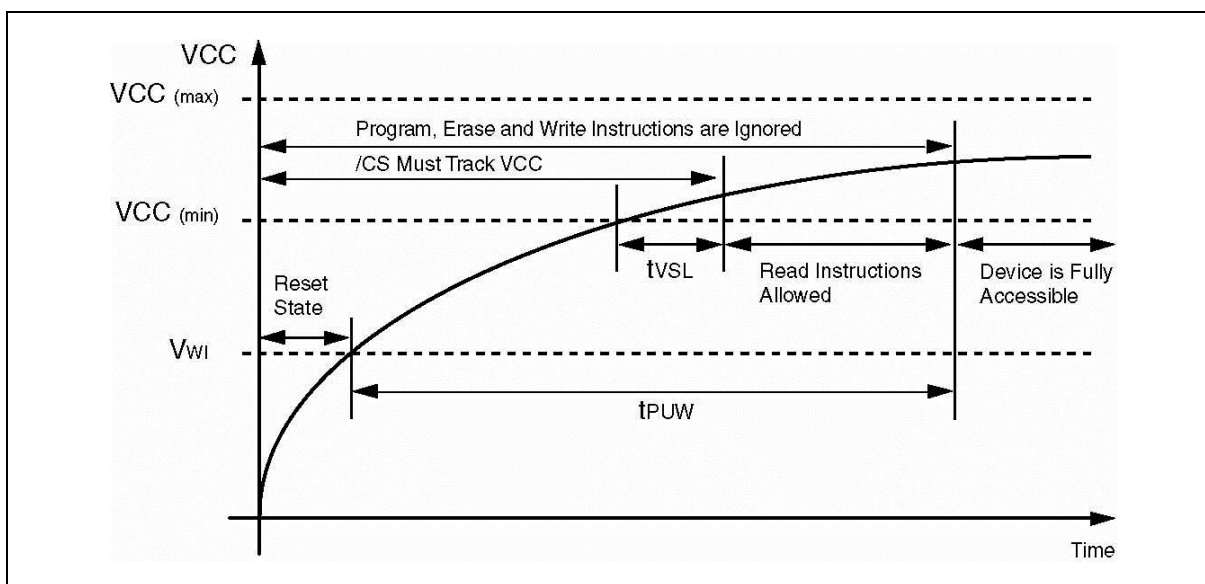 VCC
VCC (max)
Program, Erase and Write Instructions are Ignored
/CS Must Track VCC
VCC (min)
tVSL
Read Instructions
Allowed
Device is Fully
Accessible
Reset
State
VWI
tPUW
Time